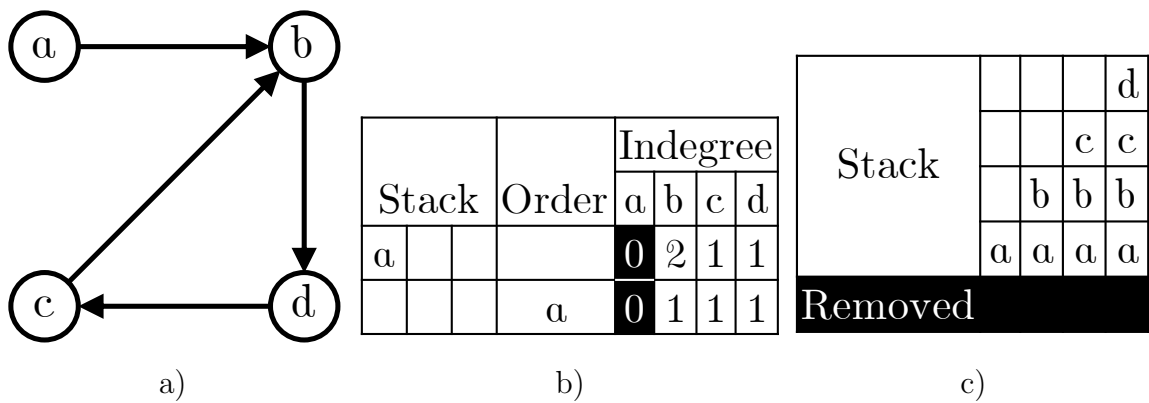 a b
c d
a)
Indegree
Stack Order a b c d
a 0 2 1 1
a 0 1 1 1
b)
d
c c
Stack
b b b
a a a a
Removed
c)